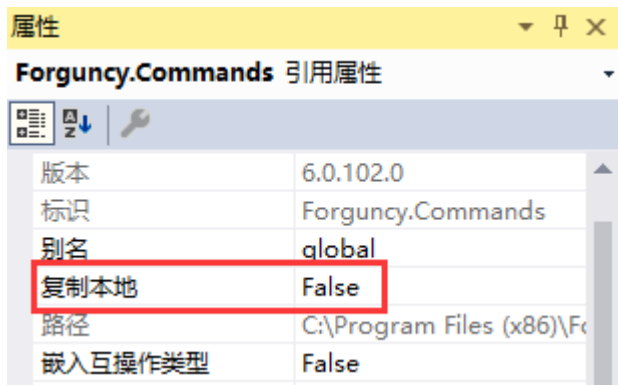 属性
Forguncy.Commands 引用属性
版本 6.0.102.0
标识 Forguncy.Commands
别名 global
复制本地 False
路径 C:\Program Files (x86)\Fo
嵌入互操作类型 False